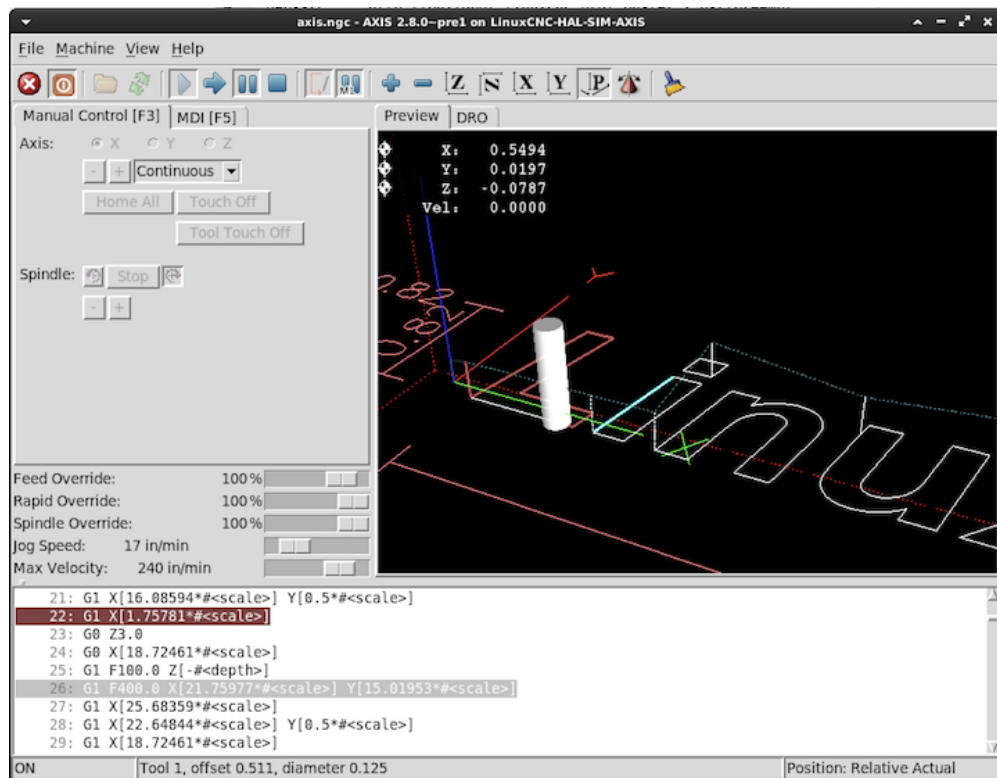 axis.ngc - AXIS 2.8.0~pre1 on LinuxCNC-HAL-SIM-AXIS
File Machine View Help
Z N X Y P
Manual Control [F3] MDI [F5]
Preview DRO
Axis: X Y Z
- + Continuous
Home All Touch Off
Tool Touch Off
Spindle: Stop
- +
X: 0.5494
Y: 0.0197
Z: -0.0787
Vel: 0.0000
Linux
Feed Override: 100%
Rapid Override: 100%
Spindle Override: 100%
Jog Speed: 17 in/min
Max Velocity: 240 in/min
21: G1 X[16.08594*#<scale>] Y[0.5*#<scale>]
22: G1 X[1.75781*#<scale>]
23: G0 Z3.0
24: G0 X[18.72461*#<scale>]
25: G1 F100.0 Z[-#<depth>]
26: G1 F400.0 X[21.75977*#<scale>] Y[15.01953*#<scale>]
27: G1 X[25.68359*#<scale>]
28: G1 X[22.64844*#<scale>] Y[0.5*#<scale>]
29: G1 X[18.72461*#<scale>]
ON Tool 1, offset 0.511, diameter 0.125 Position: Relative Actual